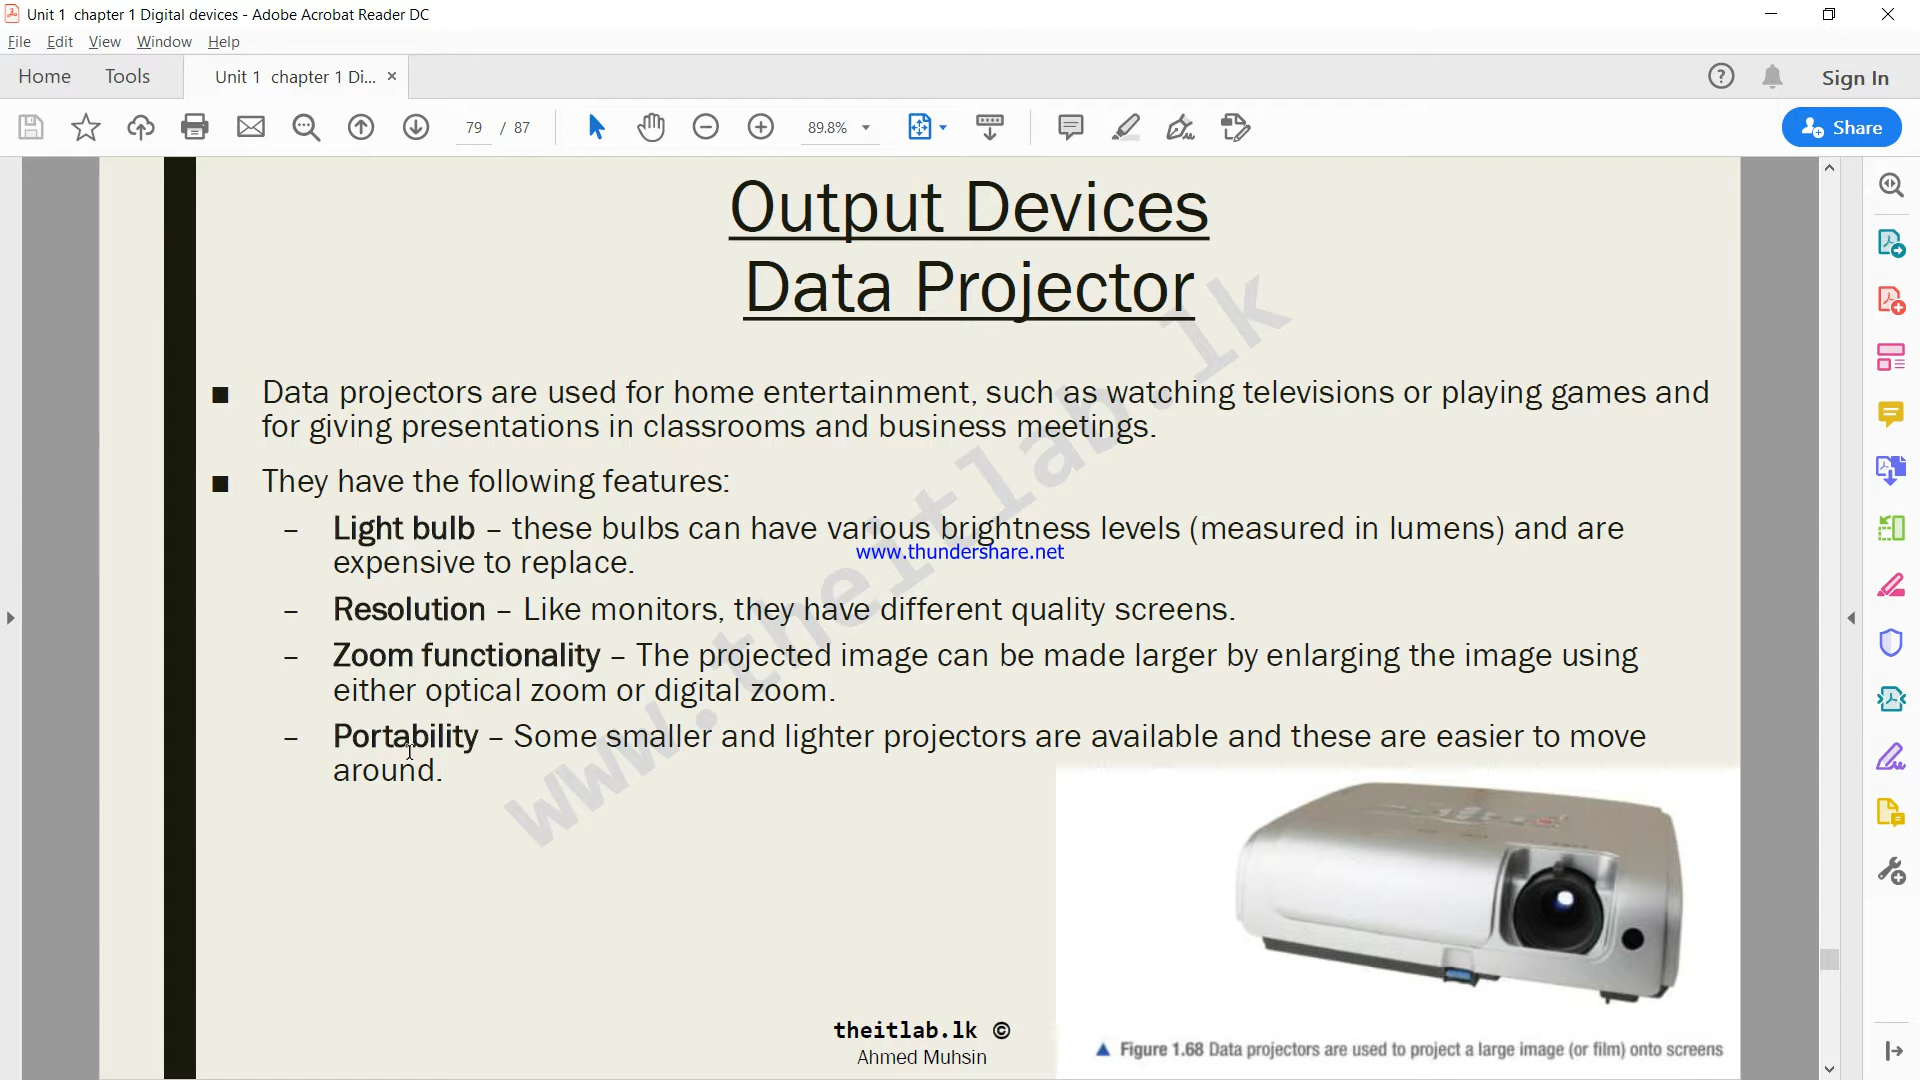 Unit 1  chapter 1 Digital devices - Adobe Acrobat Reader DC
File Edit View Window Help
Home Tools Unit 1  chapter 1 Di... × Sign In
79 / 87 89.8% Share
Output Devices
Data Projector
■ Data projectors are used for home entertainment, such as watching televisions or playing games and
for giving presentations in classrooms and business meetings.
■ They have the following features:
– Light bulb – these bulbs can have various brightness levels (measured in lumens) and are
www.thundershare.net
expensive to replace.
– Resolution – Like monitors, they have different quality screens.
– Zoom functionality – The projected image can be made larger by enlarging the image using
either optical zoom or digital zoom.
– Portability – Some smaller and lighter projectors are available and these are easier to move
around.
www.theitlab.lk
theitlab.lk ©
Ahmed Muhsin
▲ Figure 1.68 Data projectors are used to project a large image (or film) onto screens